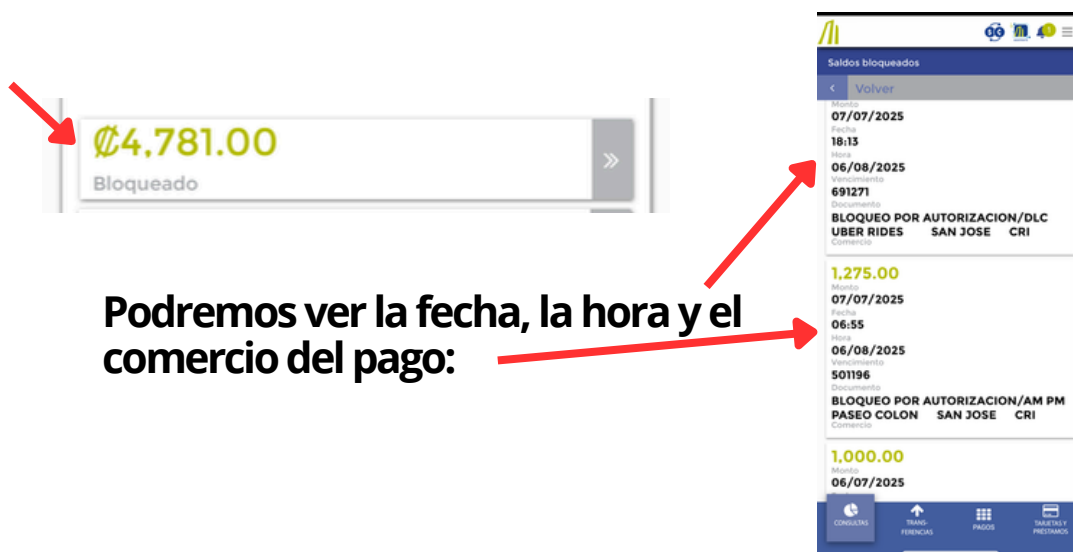 ₡4,781.00
Bloqueado
Podremos ver la fecha, la hora y el
comercio del pago:
Saldos bloqueados
Volver
Monto
07/07/2025
Fecha
18:13
Hora
06/08/2025
Vencimiento
691271
Documento
BLOQUEO POR AUTORIZACION/DLC
UBER RIDES SAN JOSE CRI
Comercio
1,275.00
Monto
07/07/2025
Fecha
06:55
Hora
06/08/2025
Vencimiento
501196
Documento
BLOQUEO POR AUTORIZACION/AM PM
PASEO COLON SAN JOSE CRI
Comercio
1,000.00
Monto
06/07/2025
CONSULTAS
TRANS-
FERENCIAS
PAGOS
TARJETAS Y
PRÉSTAMOS